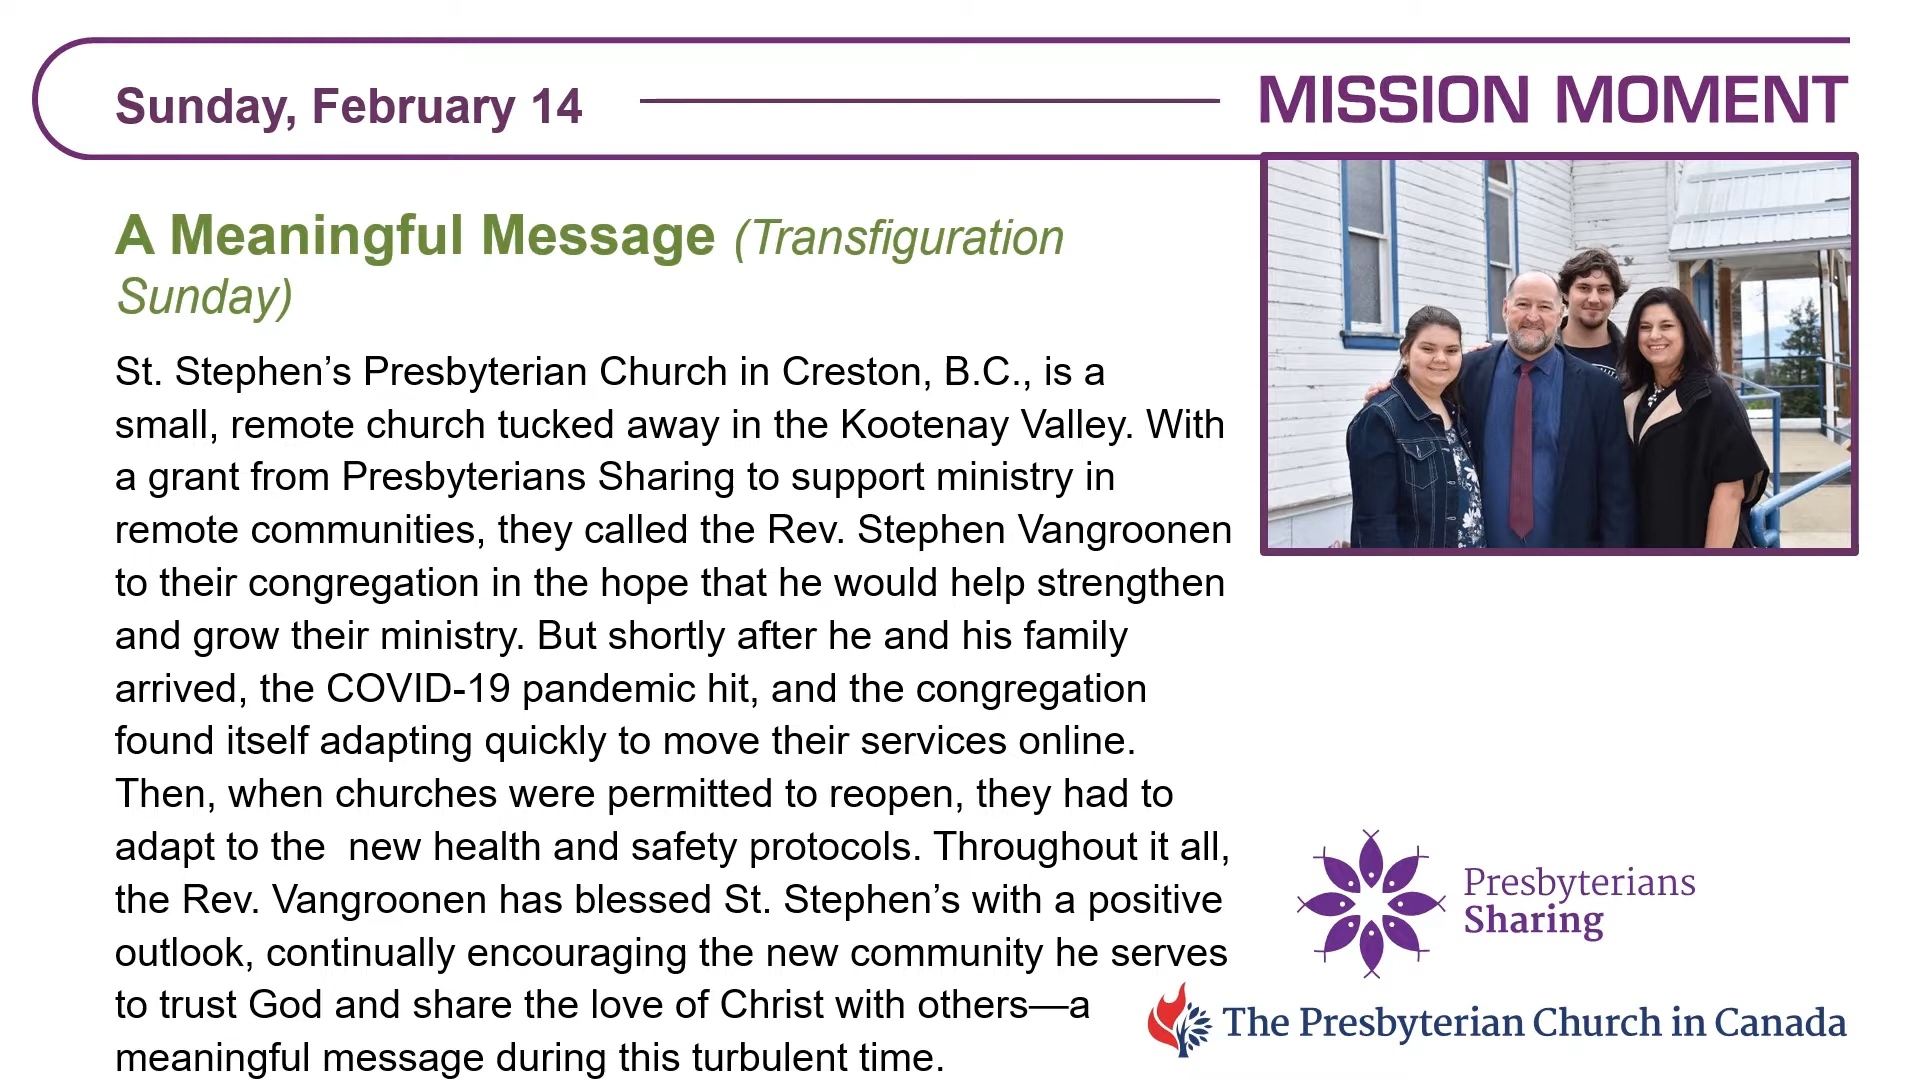 Sunday, February 14
MISSION MOMENT
A Meaningful Message (Transfiguration
Sunday)
St. Stephen’s Presbyterian Church in Creston, B.C., is a
small, remote church tucked away in the Kootenay Valley. With
a grant from Presbyterians Sharing to support ministry in
remote communities, they called the Rev. Stephen Vangroonen
to their congregation in the hope that he would help strengthen
and grow their ministry. But shortly after he and his family
arrived, the COVID-19 pandemic hit, and the congregation
found itself adapting quickly to move their services online.
Then, when churches were permitted to reopen, they had to
adapt to the  new health and safety protocols. Throughout it all,
the Rev. Vangroonen has blessed St. Stephen’s with a positive
outlook, continually encouraging the new community he serves
to trust God and share the love of Christ with others—a
meaningful message during this turbulent time.
Presbyterians
Sharing
The Presbyterian Church in Canada